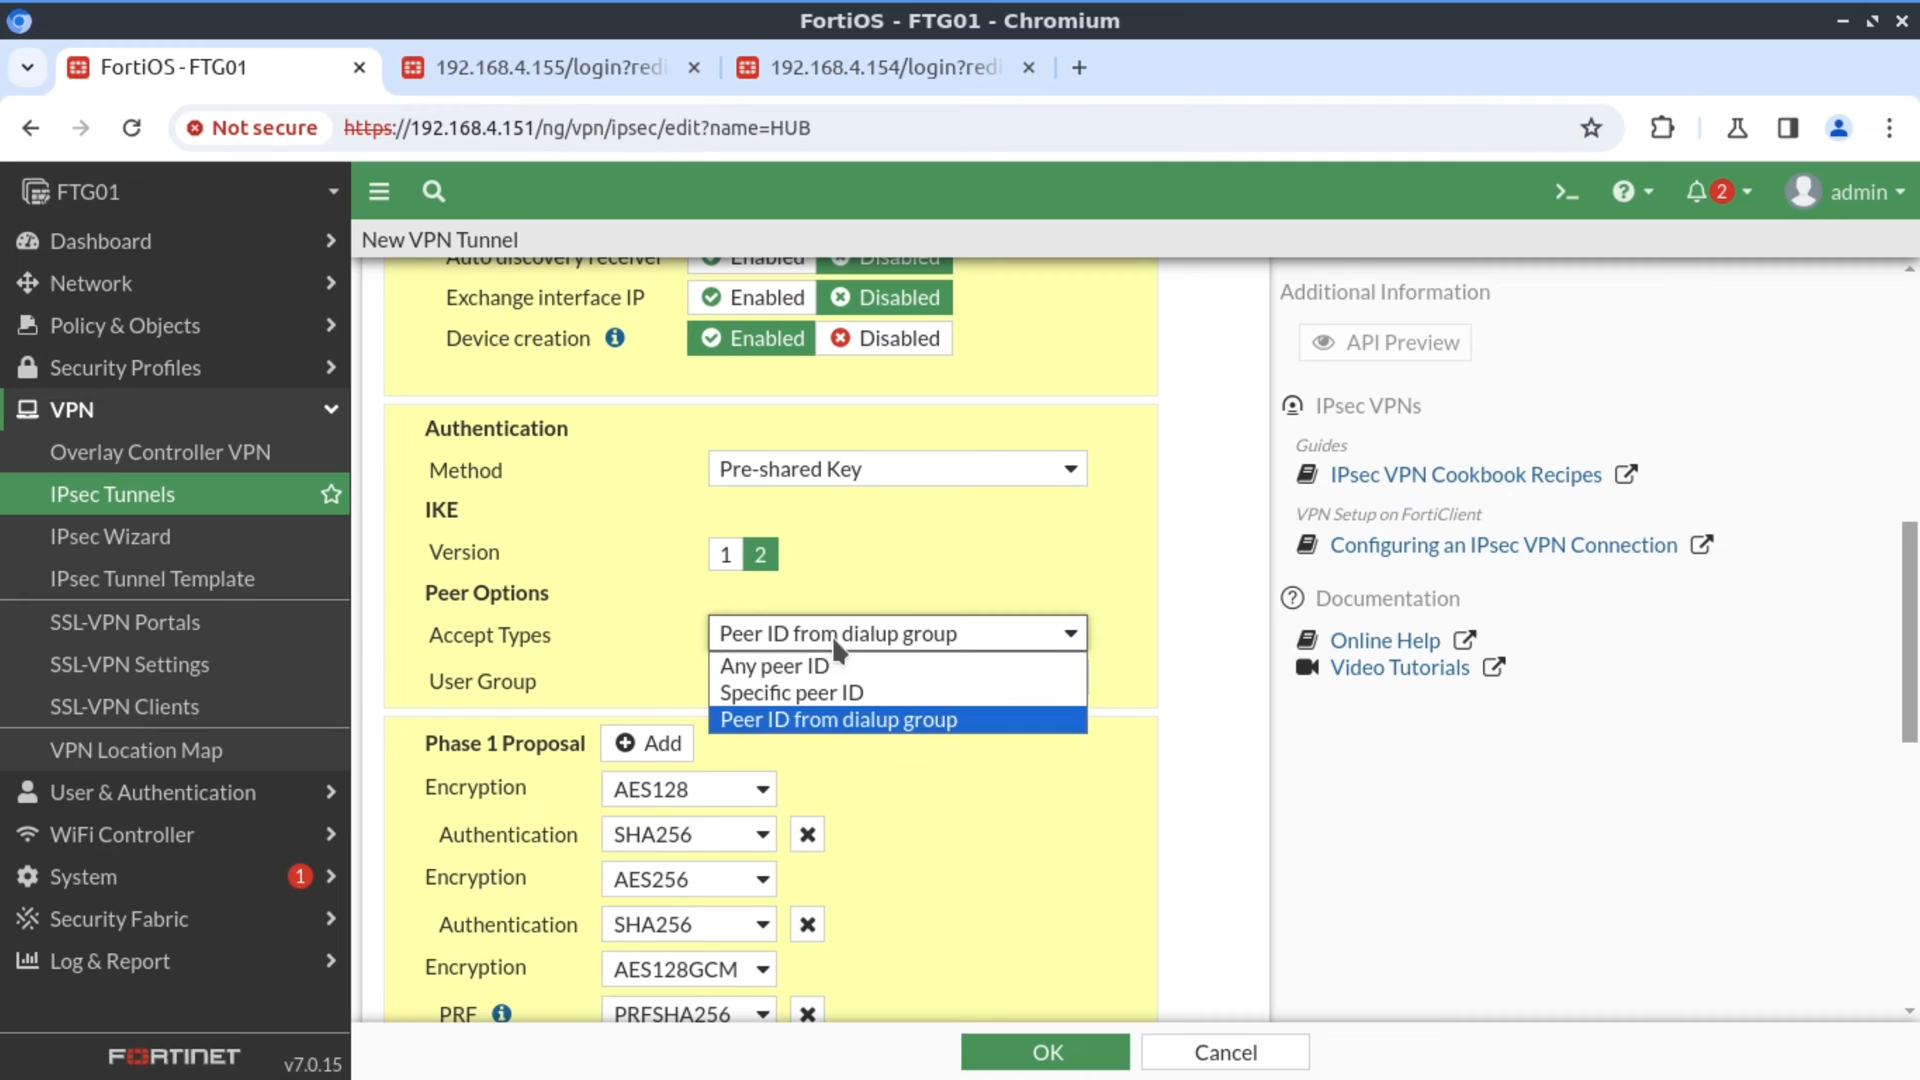 FortiOS - FTG01 - Chromium
FortiOS - FTG01
192.168.4.155/login?redi
192.168.4.154/login?redi
Not secure
https://192.168.4.151/ng/vpn/ipsec/edit?name=HUB
FTG01
2
admin
Dashboard
Network
Policy & Objects
Security Profiles
VPN
Overlay Controller VPN
IPsec Tunnels
IPsec Wizard
IPsec Tunnel Template
SSL-VPN Portals
SSL-VPN Settings
SSL-VPN Clients
VPN Location Map
User & Authentication
WiFi Controller
System 1
Security Fabric
Log & Report
FORTINET v7.0.15
New VPN Tunnel
Auto discovery receiver Enabled Disabled
Exchange interface IP Enabled Disabled
Device creation Enabled Disabled
Authentication
Method Pre-shared Key
IKE
Version 1 2
Peer Options
Accept Types Peer ID from dialup group
Any peer ID
Specific peer ID
Peer ID from dialup group
User Group
Phase 1 Proposal Add
Encryption AES128
Authentication SHA256
Encryption AES256
Authentication SHA256
Encryption AES128GCM
PRF PRFSHA256
OK Cancel
Additional Information
API Preview
IPsec VPNs
Guides
IPsec VPN Cookbook Recipes
VPN Setup on FortiClient
Configuring an IPsec VPN Connection
Documentation
Online Help
Video Tutorials